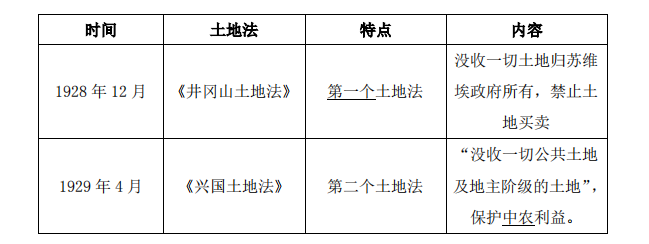 时间 土地法 特点 内容
1928 年 12 月 《井冈山土地法》 第一个土地法 没收一切土地归苏维
埃政府所有，禁止土
地买卖
1929 年 4 月 《兴国土地法》 第二个土地法 “没收一切公共土地
及地主阶级的土地”，
保护中农利益。